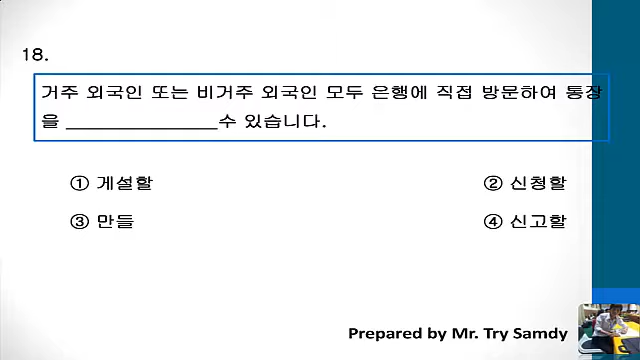 18.
거주 외국인 또는 비거주 외국인 모두 은행에 직접 방문하여 통장
을 ______________수 있습니다.
① 게설할
② 신청할
③ 만들
④ 신고할
Prepared by Mr. Try Samdy